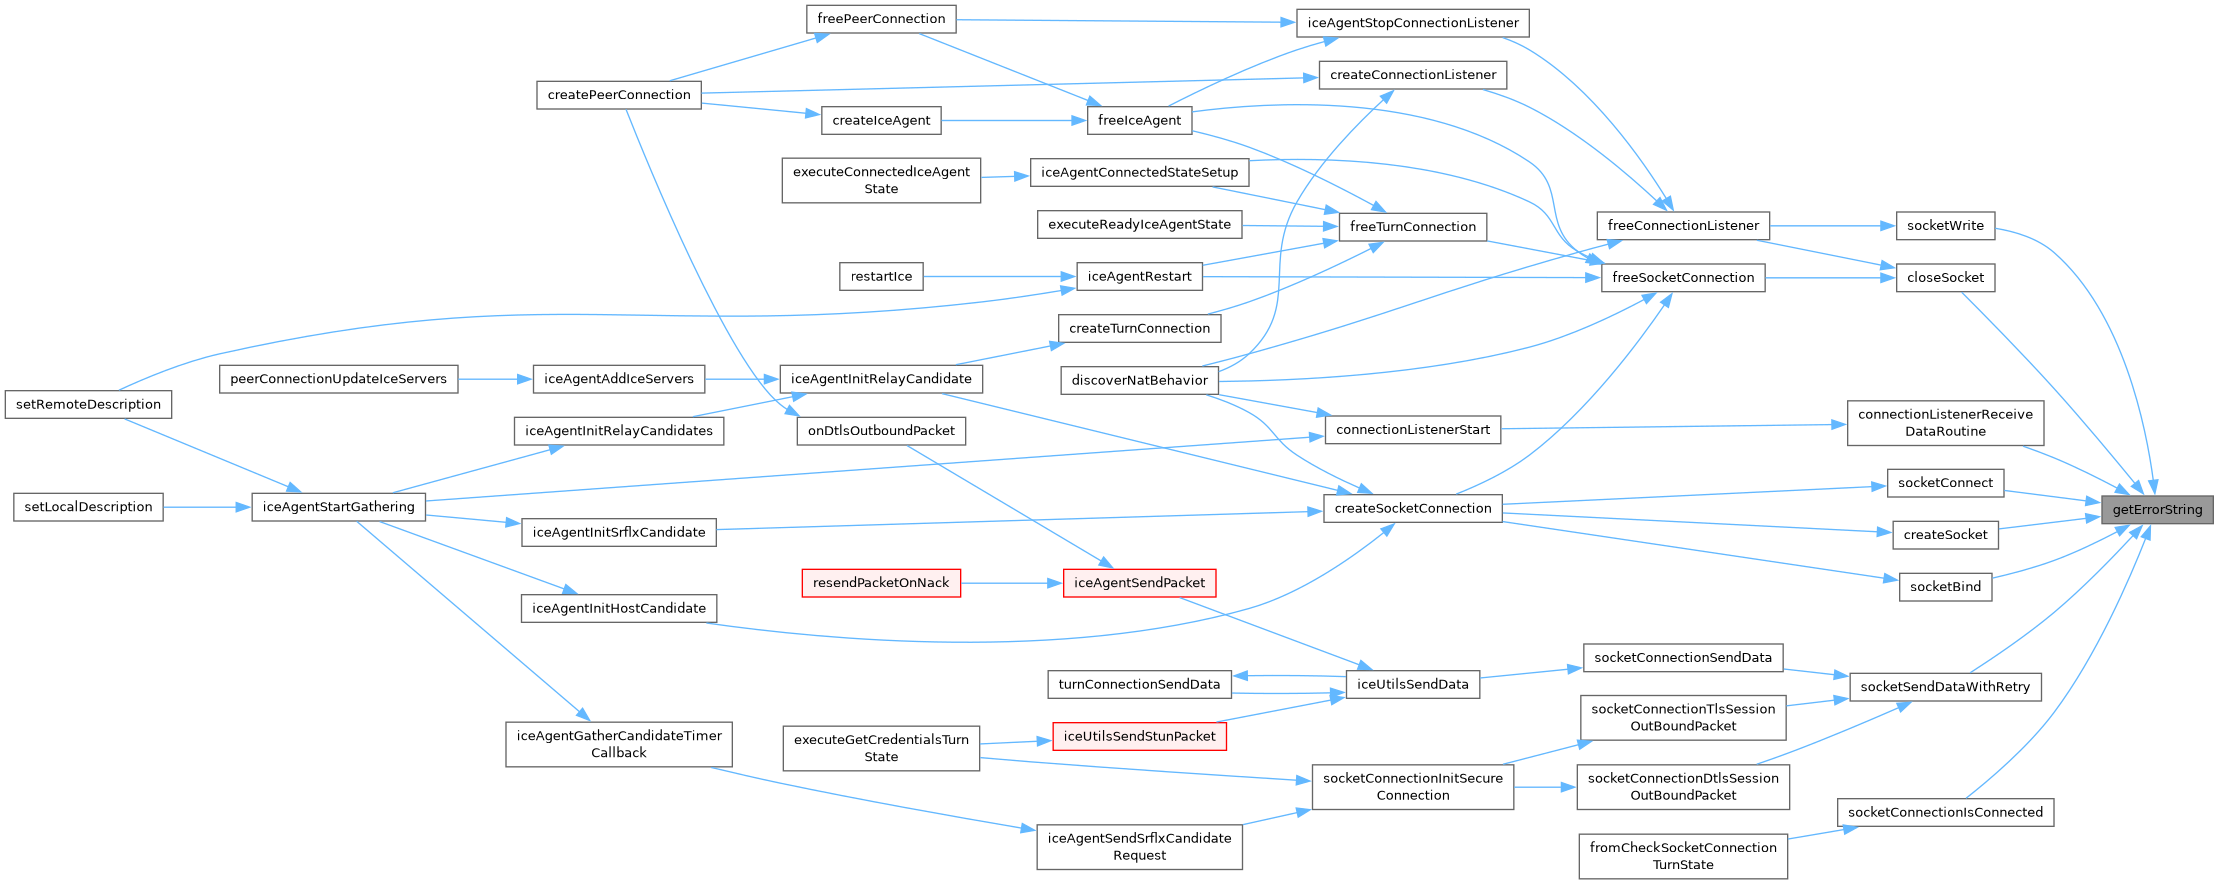 freePeerConnection
iceAgentStopConnectionListener
createPeerConnection
createConnectionListener
createIceAgent
freeIceAgent
executeConnectedIceAgent
State
iceAgentConnectedStateSetup
executeReadyIceAgentState
freeTurnConnection
freeConnectionListener
socketWrite
restartIce
iceAgentRestart
freeSocketConnection
closeSocket
createTurnConnection
peerConnectionUpdateIceServers
iceAgentAddIceServers
iceAgentInitRelayCandidate
discoverNatBehavior
setRemoteDescription
iceAgentInitRelayCandidates
onDtlsOutboundPacket
connectionListenerStart
connectionListenerReceive
DataRoutine
setLocalDescription
iceAgentStartGathering
iceAgentInitSrflxCandidate
createSocketConnection
socketConnect
getErrorString
createSocket
resendPacketOnNack
iceAgentSendPacket
socketBind
iceAgentInitHostCandidate
turnConnectionSendData
iceUtilsSendData
socketConnectionSendData
socketSendDataWithRetry
iceAgentGatherCandidateTimer
Callback
executeGetCredentialsTurn
State
iceUtilsSendStunPacket
socketConnectionTlsSession
OutBoundPacket
socketConnectionInitSecure
Connection
socketConnectionDtlsSession
OutBoundPacket
socketConnectionIsConnected
iceAgentSendSrflxCandidate
Request
fromCheckSocketConnection
TurnState